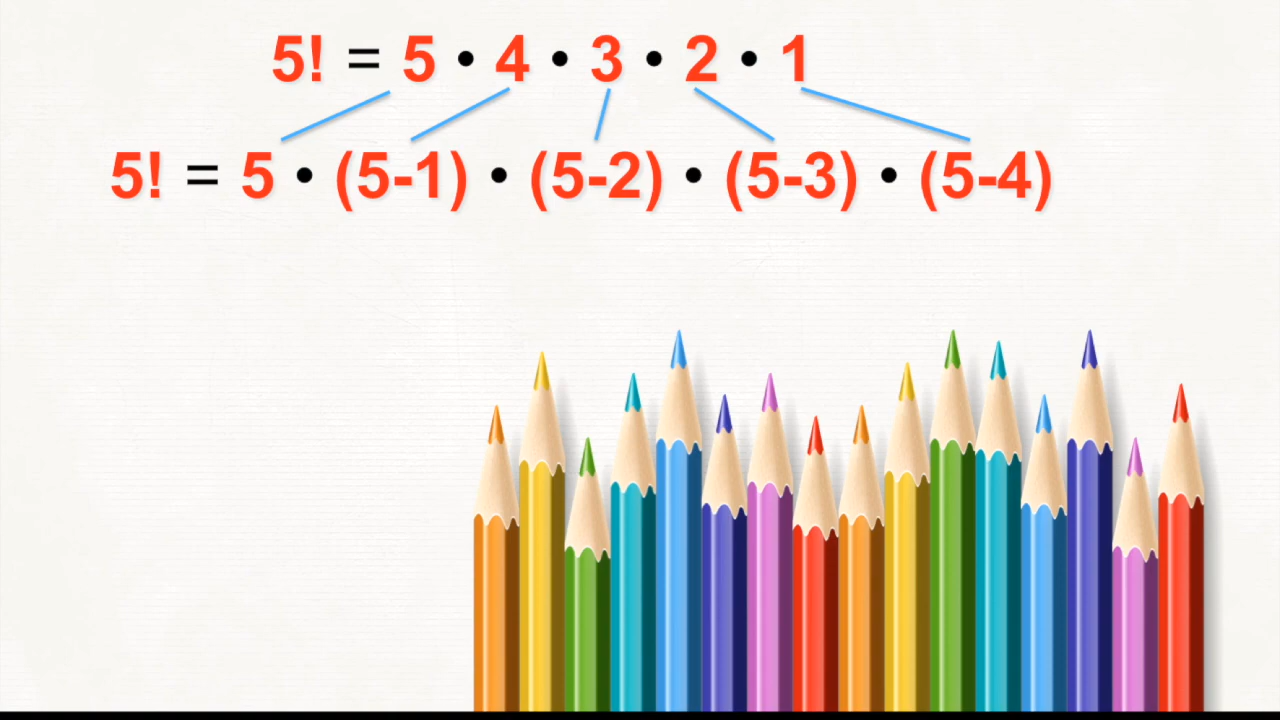 5! = 5 • 4 • 3 • 2 • 1
5! = 5 • (5-1) • (5-2) • (5-3) • (5-4)